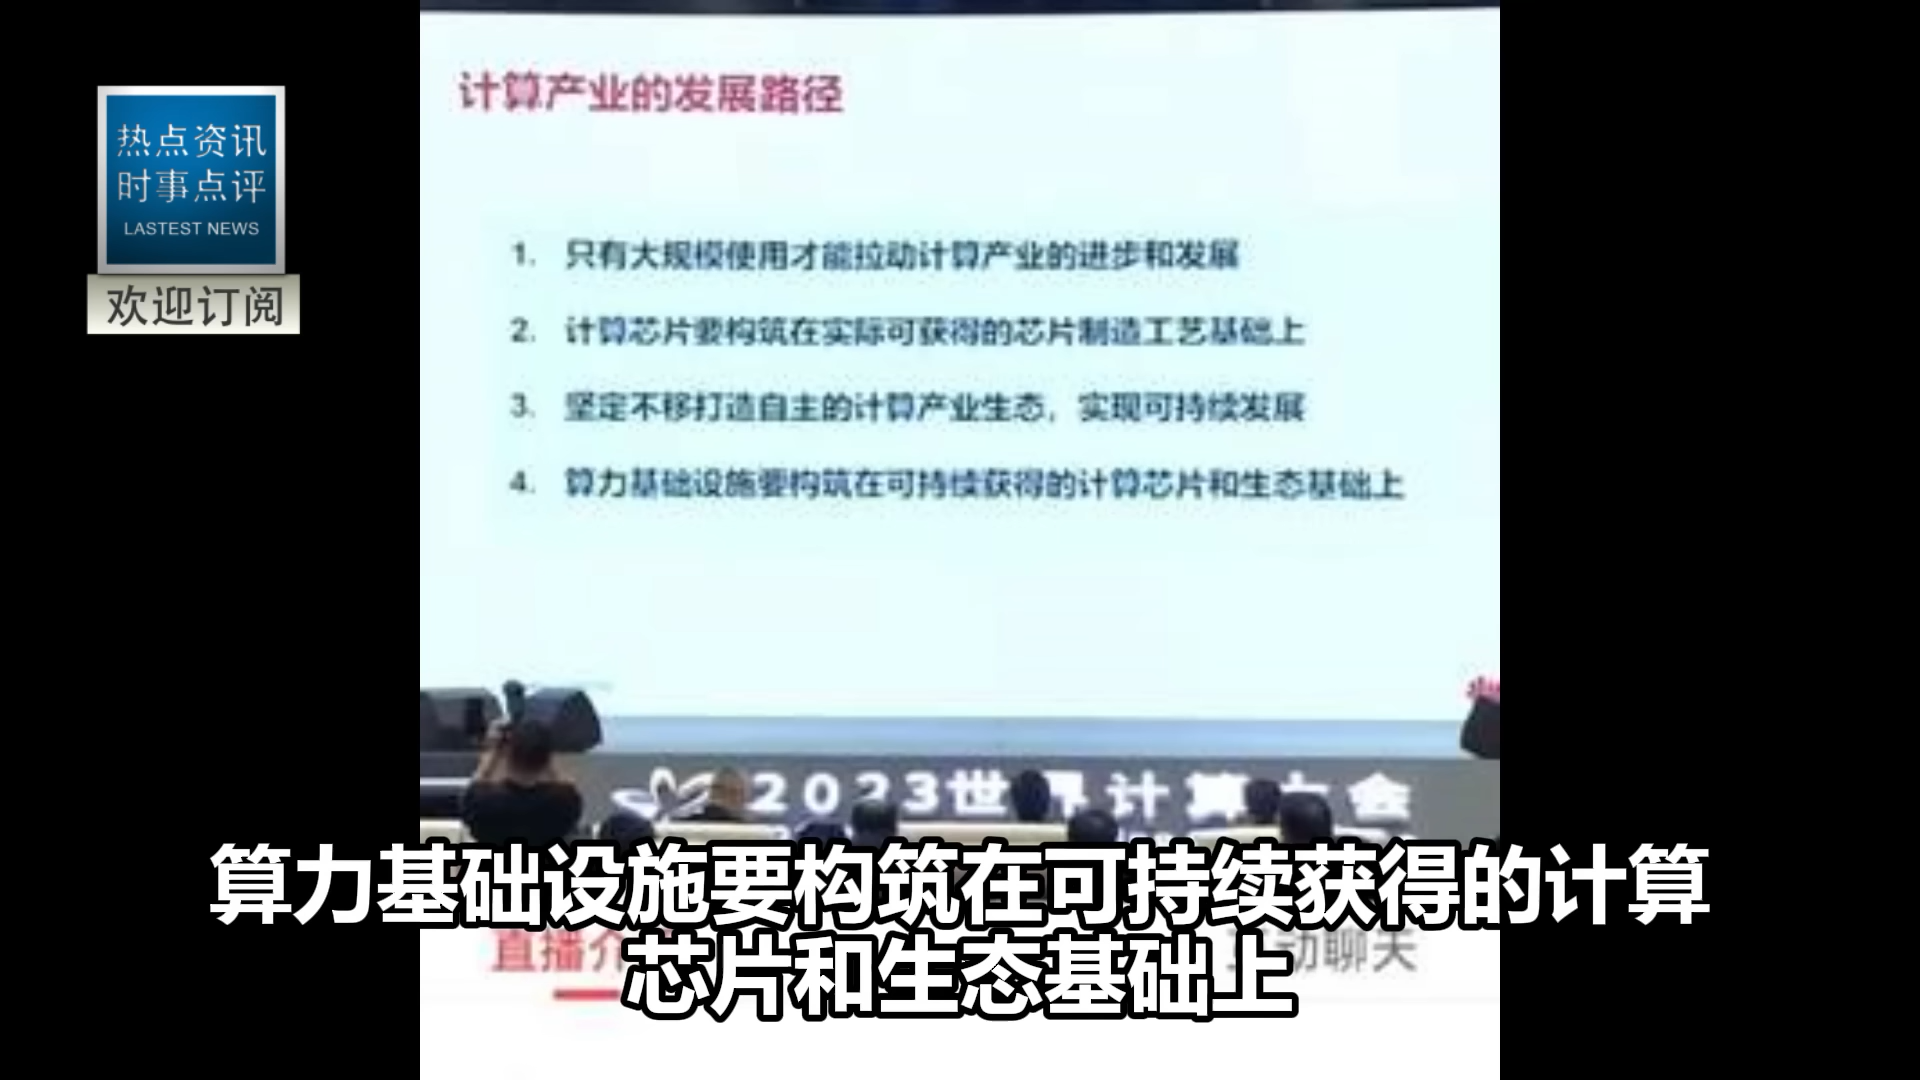 计算产业的发展路径
热点资讯
时事点评
LASTEST NEWS
欢迎订阅
1. 只有大规模使用才能拉动计算产业的进步和发展
2. 计算芯片要构筑在实际可获得的芯片制造工艺基础上
3. 坚定不移打造自主的计算产业生态，实现可持续发展
4. 算力基础设施要构筑在可持续获得的计算芯片和生态基础上
2023世界计算大会
算力基础设施要构筑在可持续获得的计算
芯片和生态基础上
直播介
动聊天